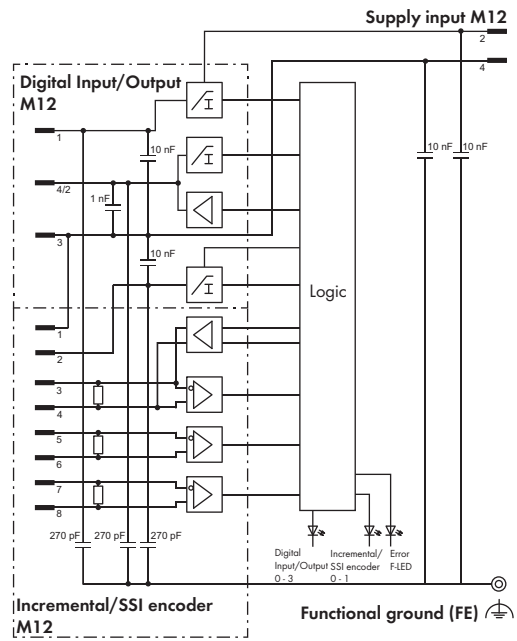 Supply input M12
2
4
Digital Input/Output
M12
1
10 nF
10 nF
10 nF
4/2
1 nF
3
10 nF
Logic
1
2
3
4
5
6
7
8
270 pF
270 pF
270 pF
Digital
Input/Output
0 - 3
Incremental/
SSI encoder
0 - 1
Error
F-LED
Incremental/SSI encoder
M12
Functional ground (FE)